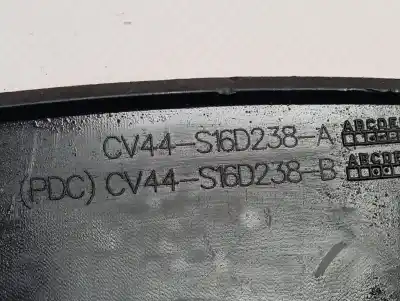 CV44-S16D238-A ABCDE
(PDC) CV44-S16D238-B ABCDE